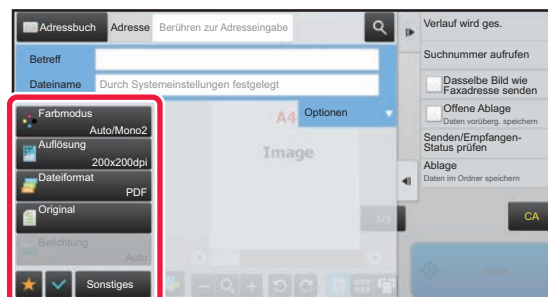 Adressbuch
Adresse
Berühren zur Adresseingabe
Betreff
Dateiname
Durch Systemeinstellungen festgelegt
Farbmodus
Auto/Mono2
Auflösung
200x200dpi
Dateiformat
PDF
Original
Belichtung
Auto
Sonstiges
A4
Image
Optionen
1/5
Verlauf wird ges.
Suchnummer aufrufen
Dasselbe Bild wie
Faxadresse senden
Offene Ablage
Daten vorüberg. speichern
Senden/Empfangen-
Status prüfen
Ablage
Daten im Ordner speichern
CA
Start